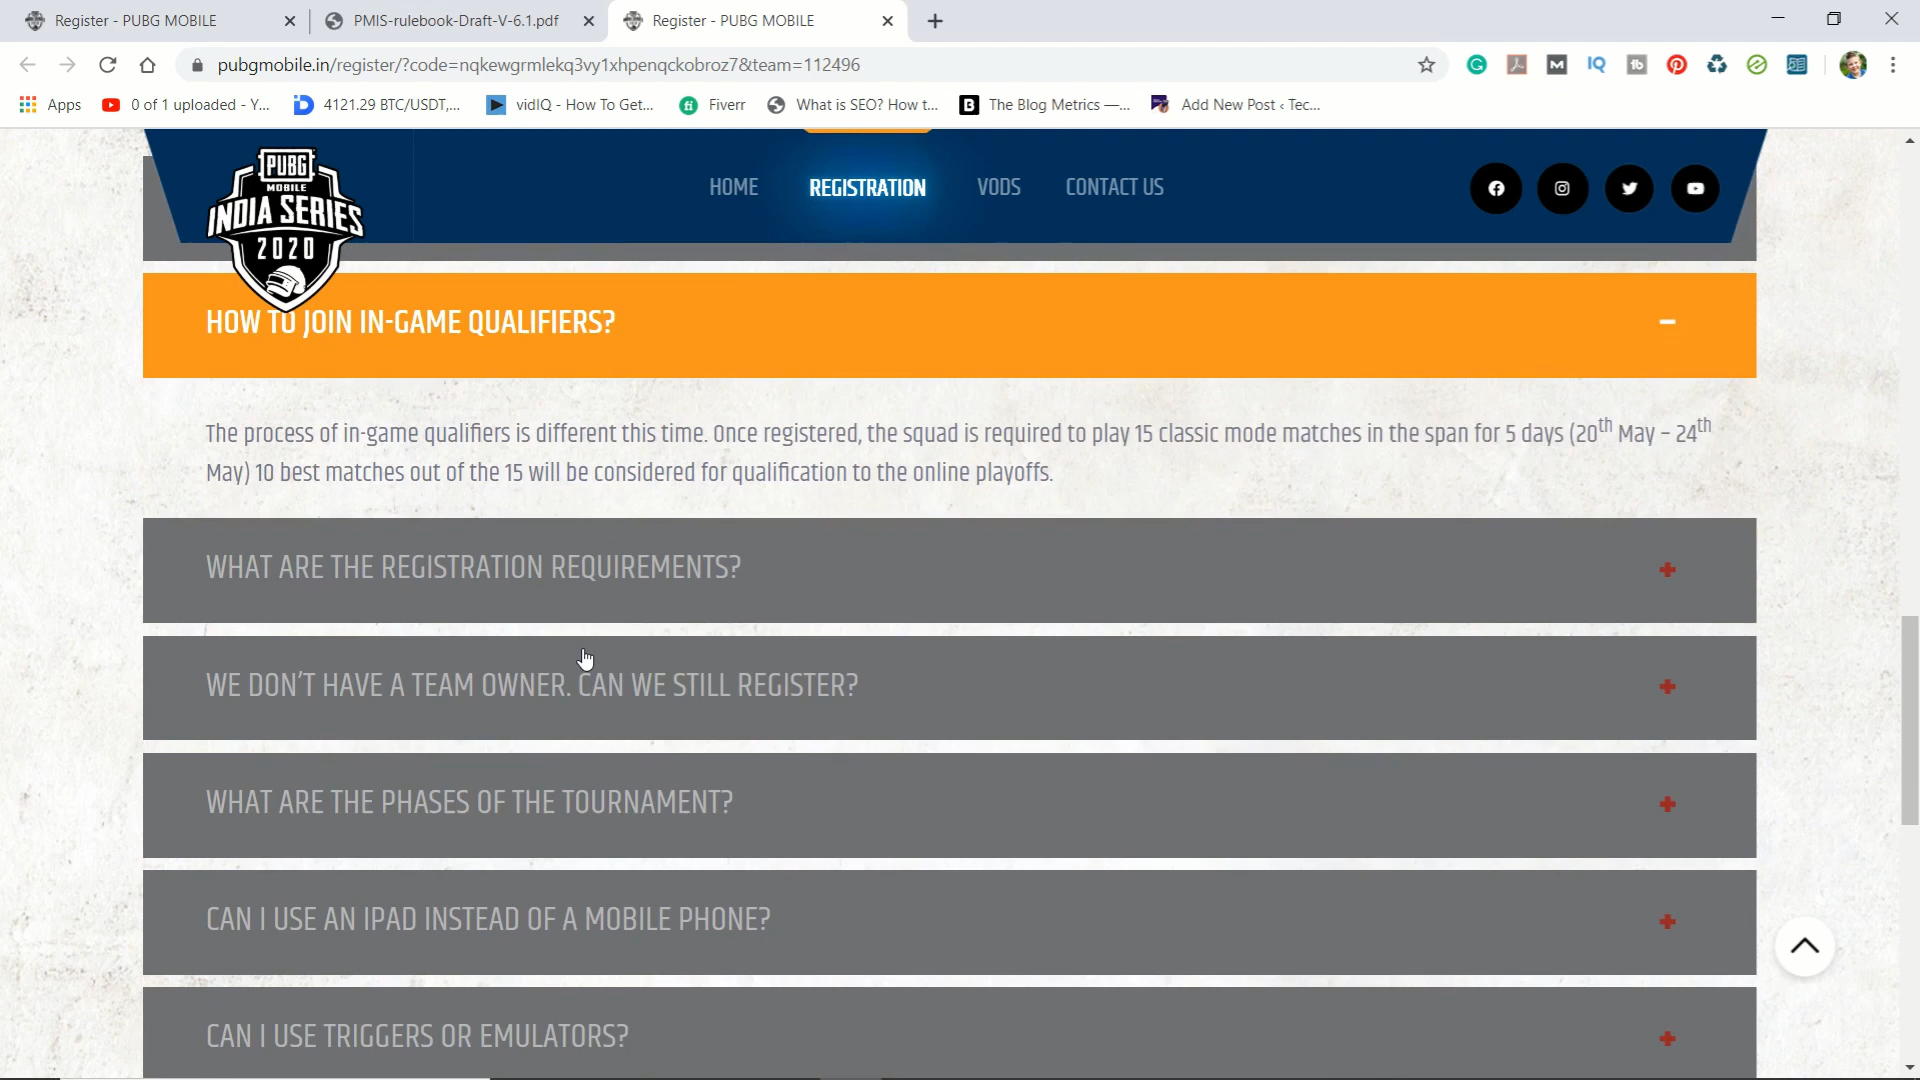 Register - PUBG MOBILE
PMIS-rulebook-Draft-V-6.1.pdf
Register - PUBG MOBILE
pubgmobile.in/register/?code=nqkewgrmlekq3vy1xhpenqckobroz7&team=112496
Apps
0 of 1 uploaded - Y...
4121.29 BTC/USDT,...
vidIQ - How To Get...
Fiverr
What is SEO? How t...
The Blog Metrics —...
Add New Post ‹ Tec...
PUBG
MOBILE
INDIA SERIES
2020
HOME
REGISTRATION
VODS
CONTACT US
HOW TO JOIN IN-GAME QUALIFIERS?
The process of in-game qualifiers is different this time. Once registered, the squad is required to play 15 classic mode matches in the span for 5 days (20th May – 24th
May) 10 best matches out of the 15 will be considered for qualification to the online playoffs.
WHAT ARE THE REGISTRATION REQUIREMENTS?
WE DON'T HAVE A TEAM OWNER. CAN WE STILL REGISTER?
WHAT ARE THE PHASES OF THE TOURNAMENT?
CAN I USE AN IPAD INSTEAD OF A MOBILE PHONE?
CAN I USE TRIGGERS OR EMULATORS?